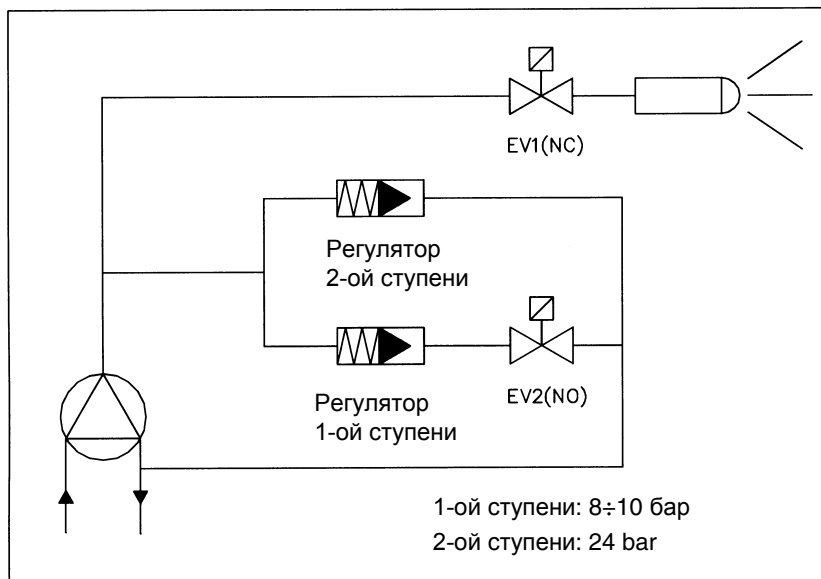 EV1(NC)
Регулятор
2-ой ступени
EV2(NO)
Регулятор
1-ой ступени
1-ой ступени: 8÷10 бар
2-ой ступени: 24 bar